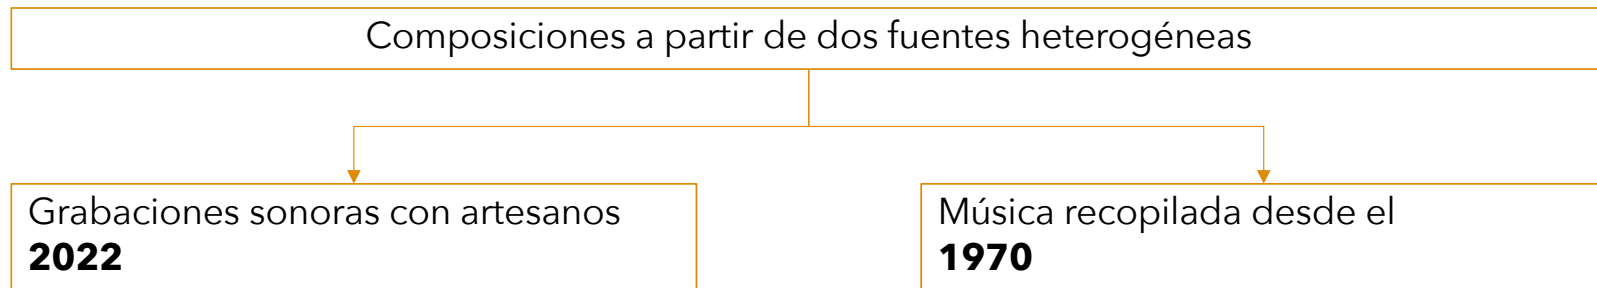 Composiciones a partir de dos fuentes heterogéneas
Grabaciones sonoras con artesanos
2022
Música recopilada desde el
1970